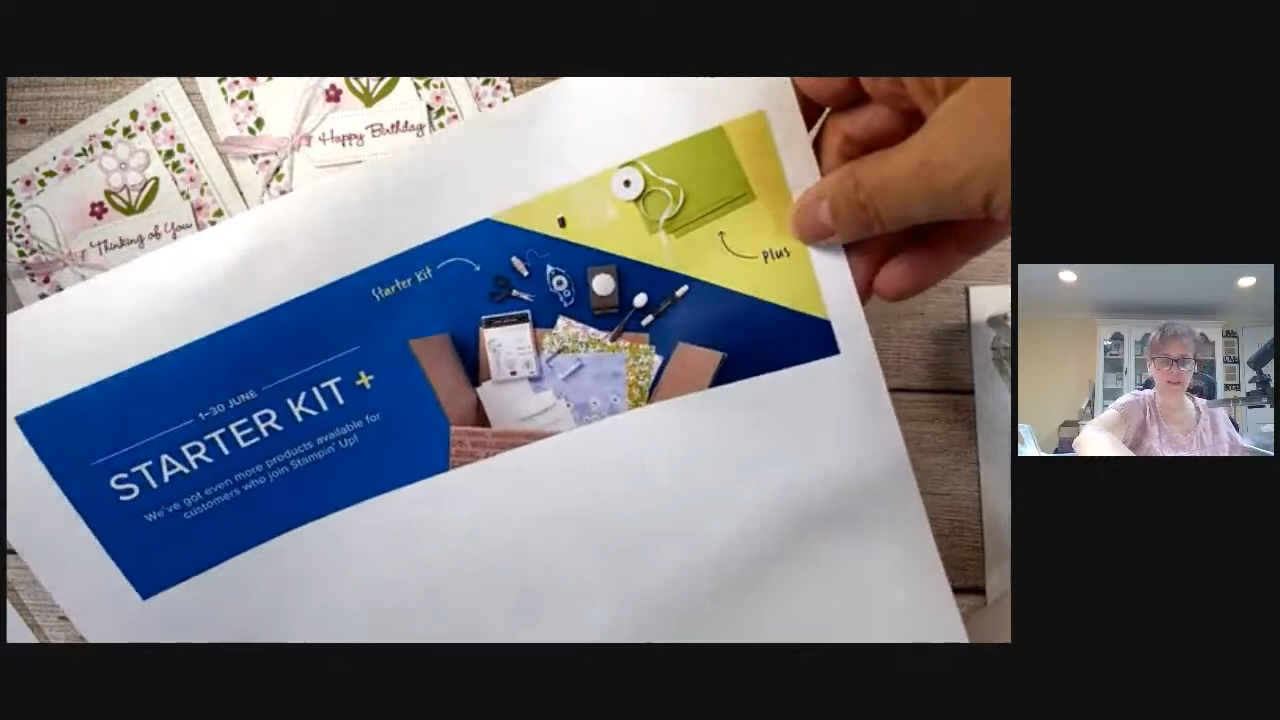 Happy Birthday
Thinking of You
Starter Kit
plus
1–30 JUNE
STARTER KIT +
We've got even more products available for
customers who join Stampin' Up!